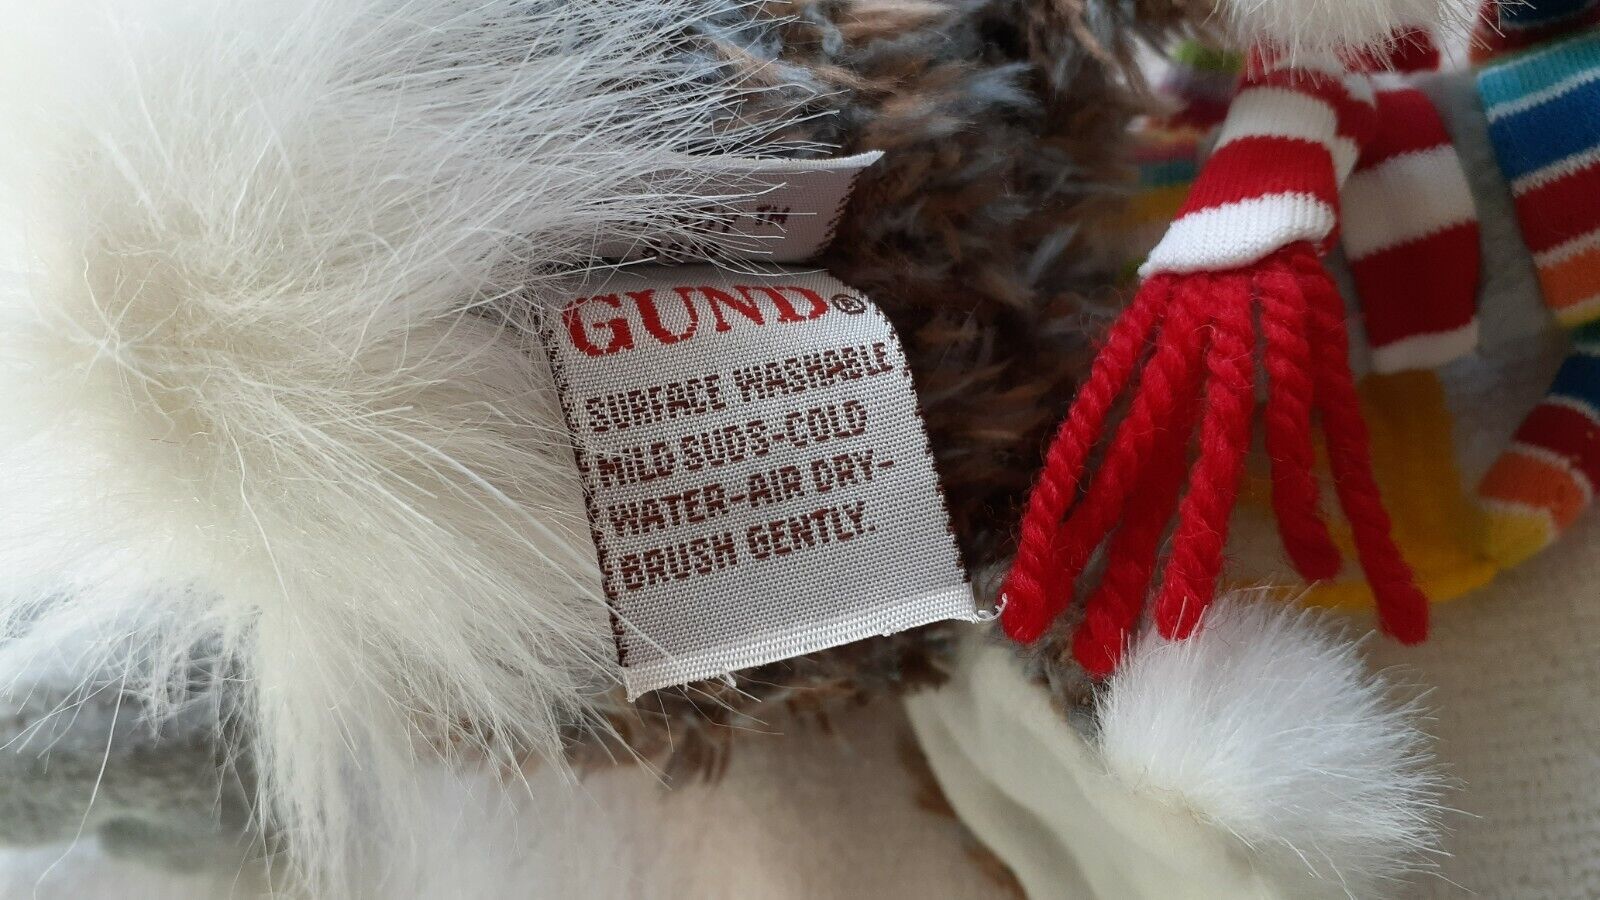 GUND®
SURFACE WASHABLE
MILD SUDS-COLD
WATER-AIR DRY-
BRUSH GENTLY.